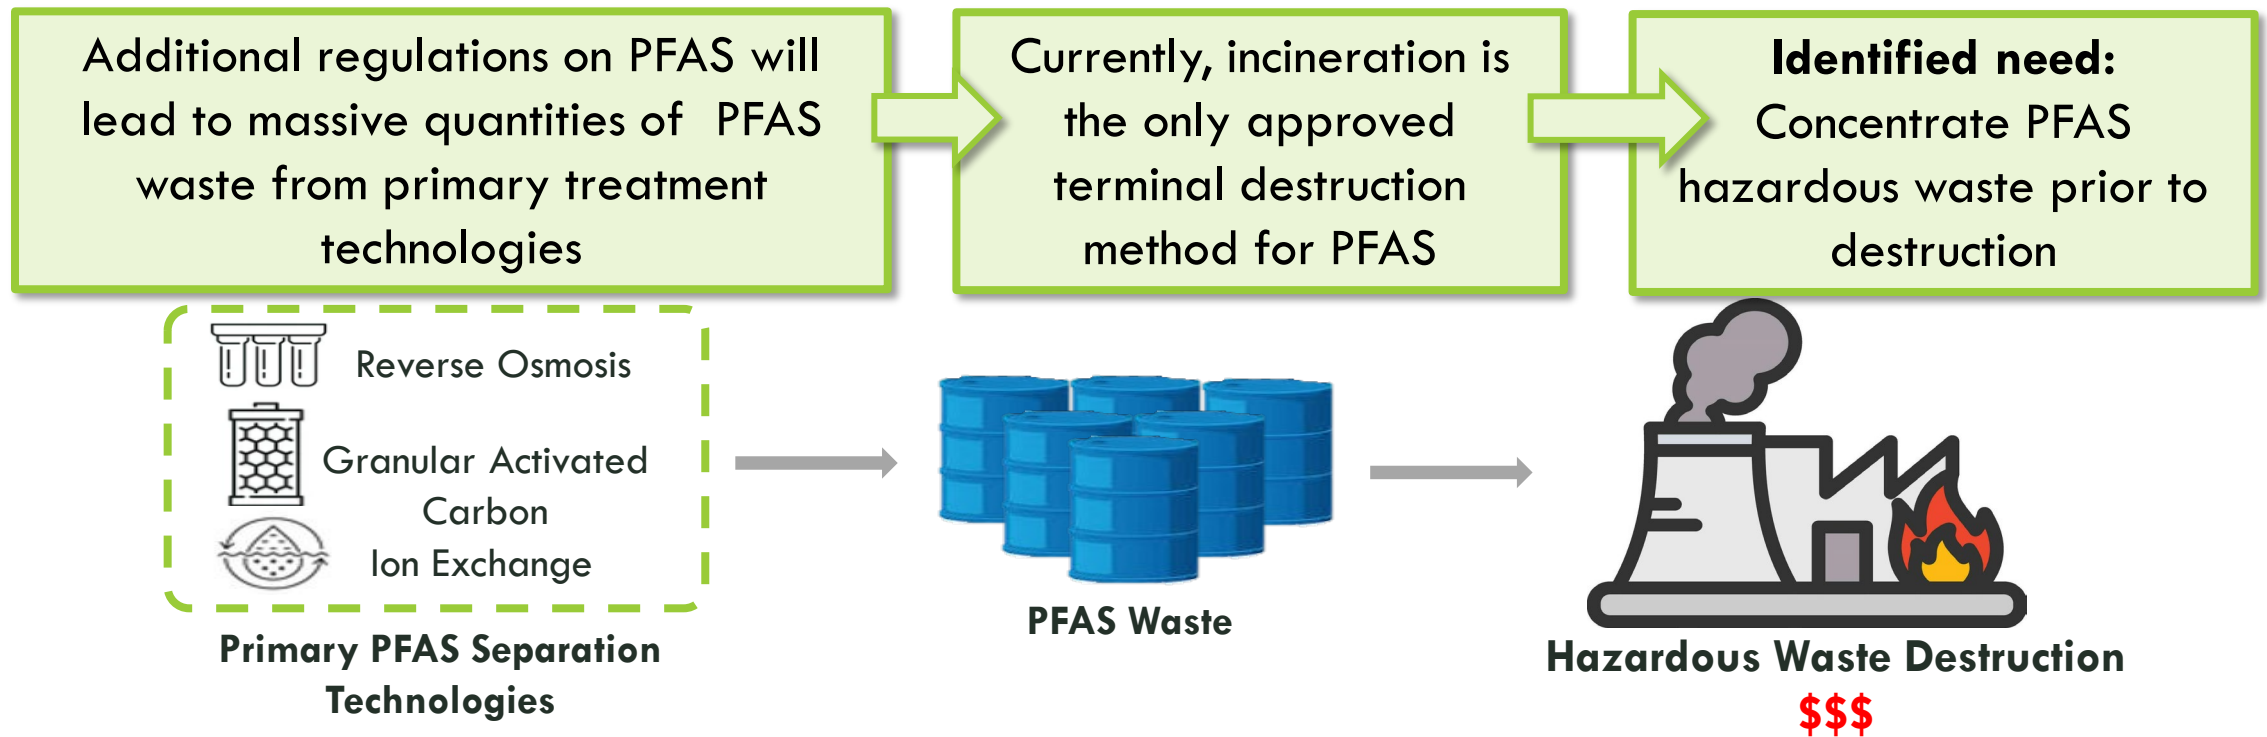 Additional regulations on PFAS will
lead to massive quantities of PFAS
waste from primary treatment
technologies
Currently, incineration is
the only approved
terminal destruction
method for PFAS
Identified need:
Concentrate PFAS
hazardous waste prior to
destruction
Reverse Osmosis
Granular Activated
Carbon
Ion Exchange
Primary PFAS Separation
Technologies
PFAS Waste
Hazardous Waste Destruction
$$$